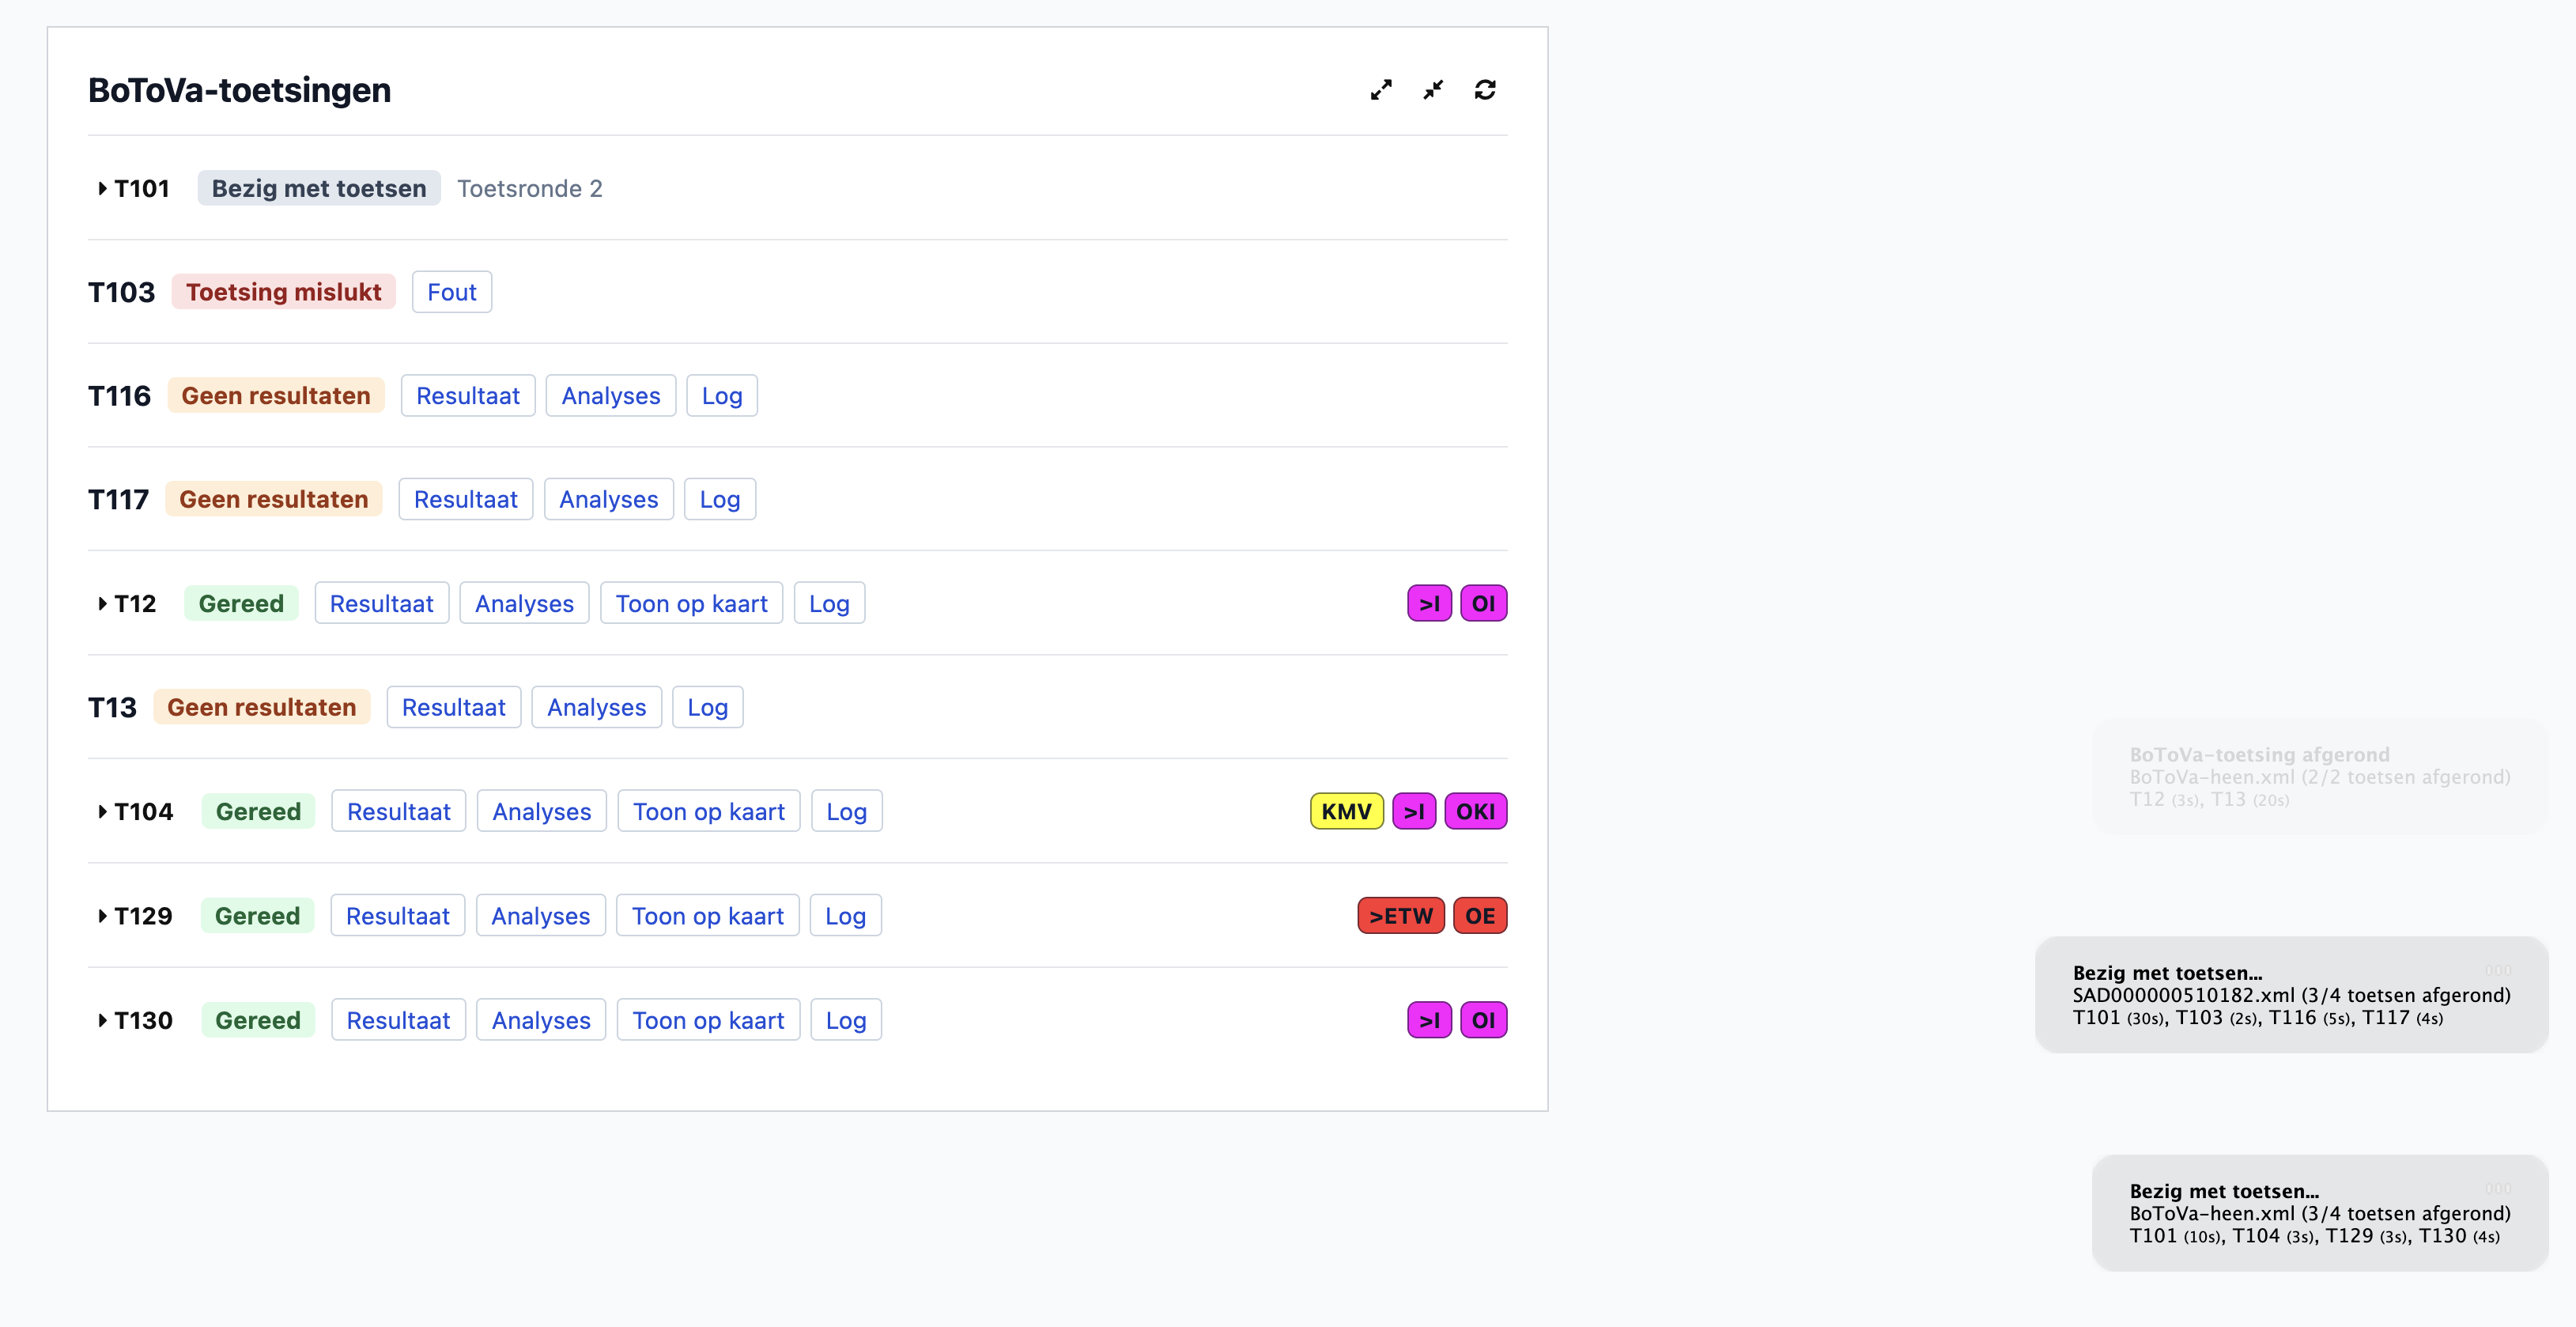 BoToVa-toetsingen
T101 Bezig met toetsen Toetsronde 2
T103 Toetsing mislukt Fout
T116 Geen resultaten Resultaat Analyses Log
T117 Geen resultaten Resultaat Analyses Log
T12 Gereed Resultaat Analyses Toon op kaart Log >I OI
T13 Geen resultaten Resultaat Analyses Log
T104 Gereed Resultaat Analyses Toon op kaart Log KMV >I OKI
T129 Gereed Resultaat Analyses Toon op kaart Log >ETW OE
T130 Gereed Resultaat Analyses Toon op kaart Log >I OI
BoToVa-toetsing afgerond
BoToVa-heen.xml (2/2 toetsen afgerond)
T12 (3s), T13 (20s)
Bezig met toetsen...
SAD000000510182.xml (3/4 toetsen afgerond)
T101 (30s), T103 (2s), T116 (5s), T117 (4s)
Bezig met toetsen...
BoToVa-heen.xml (3/4 toetsen afgerond)
T101 (10s), T104 (3s), T129 (3s), T130 (4s)